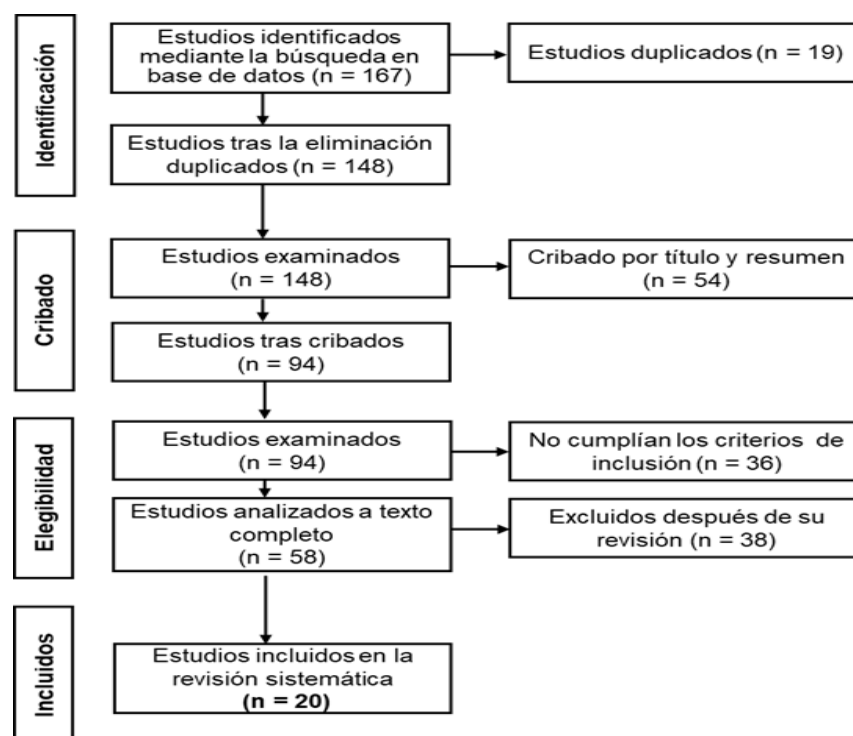 Identificación
Estudios identificados
mediante la búsqueda en
base de datos (n = 167)
Estudios duplicados (n = 19)
Estudios tras la eliminación
duplicados (n = 148)
Cribado
Estudios examinados
(n = 148)
Cribado por título y resumen
(n = 54)
Estudios tras cribados
(n = 94)
Elegibilidad
Estudios examinados
(n = 94)
No cumplían los criterios de
inclusión (n = 36)
Estudios analizados a texto
completo
(n = 58)
Excluidos después de su
revisión (n = 38)
Incluidos
Estudios incluidos en la
revisión sistemática
(n = 20)